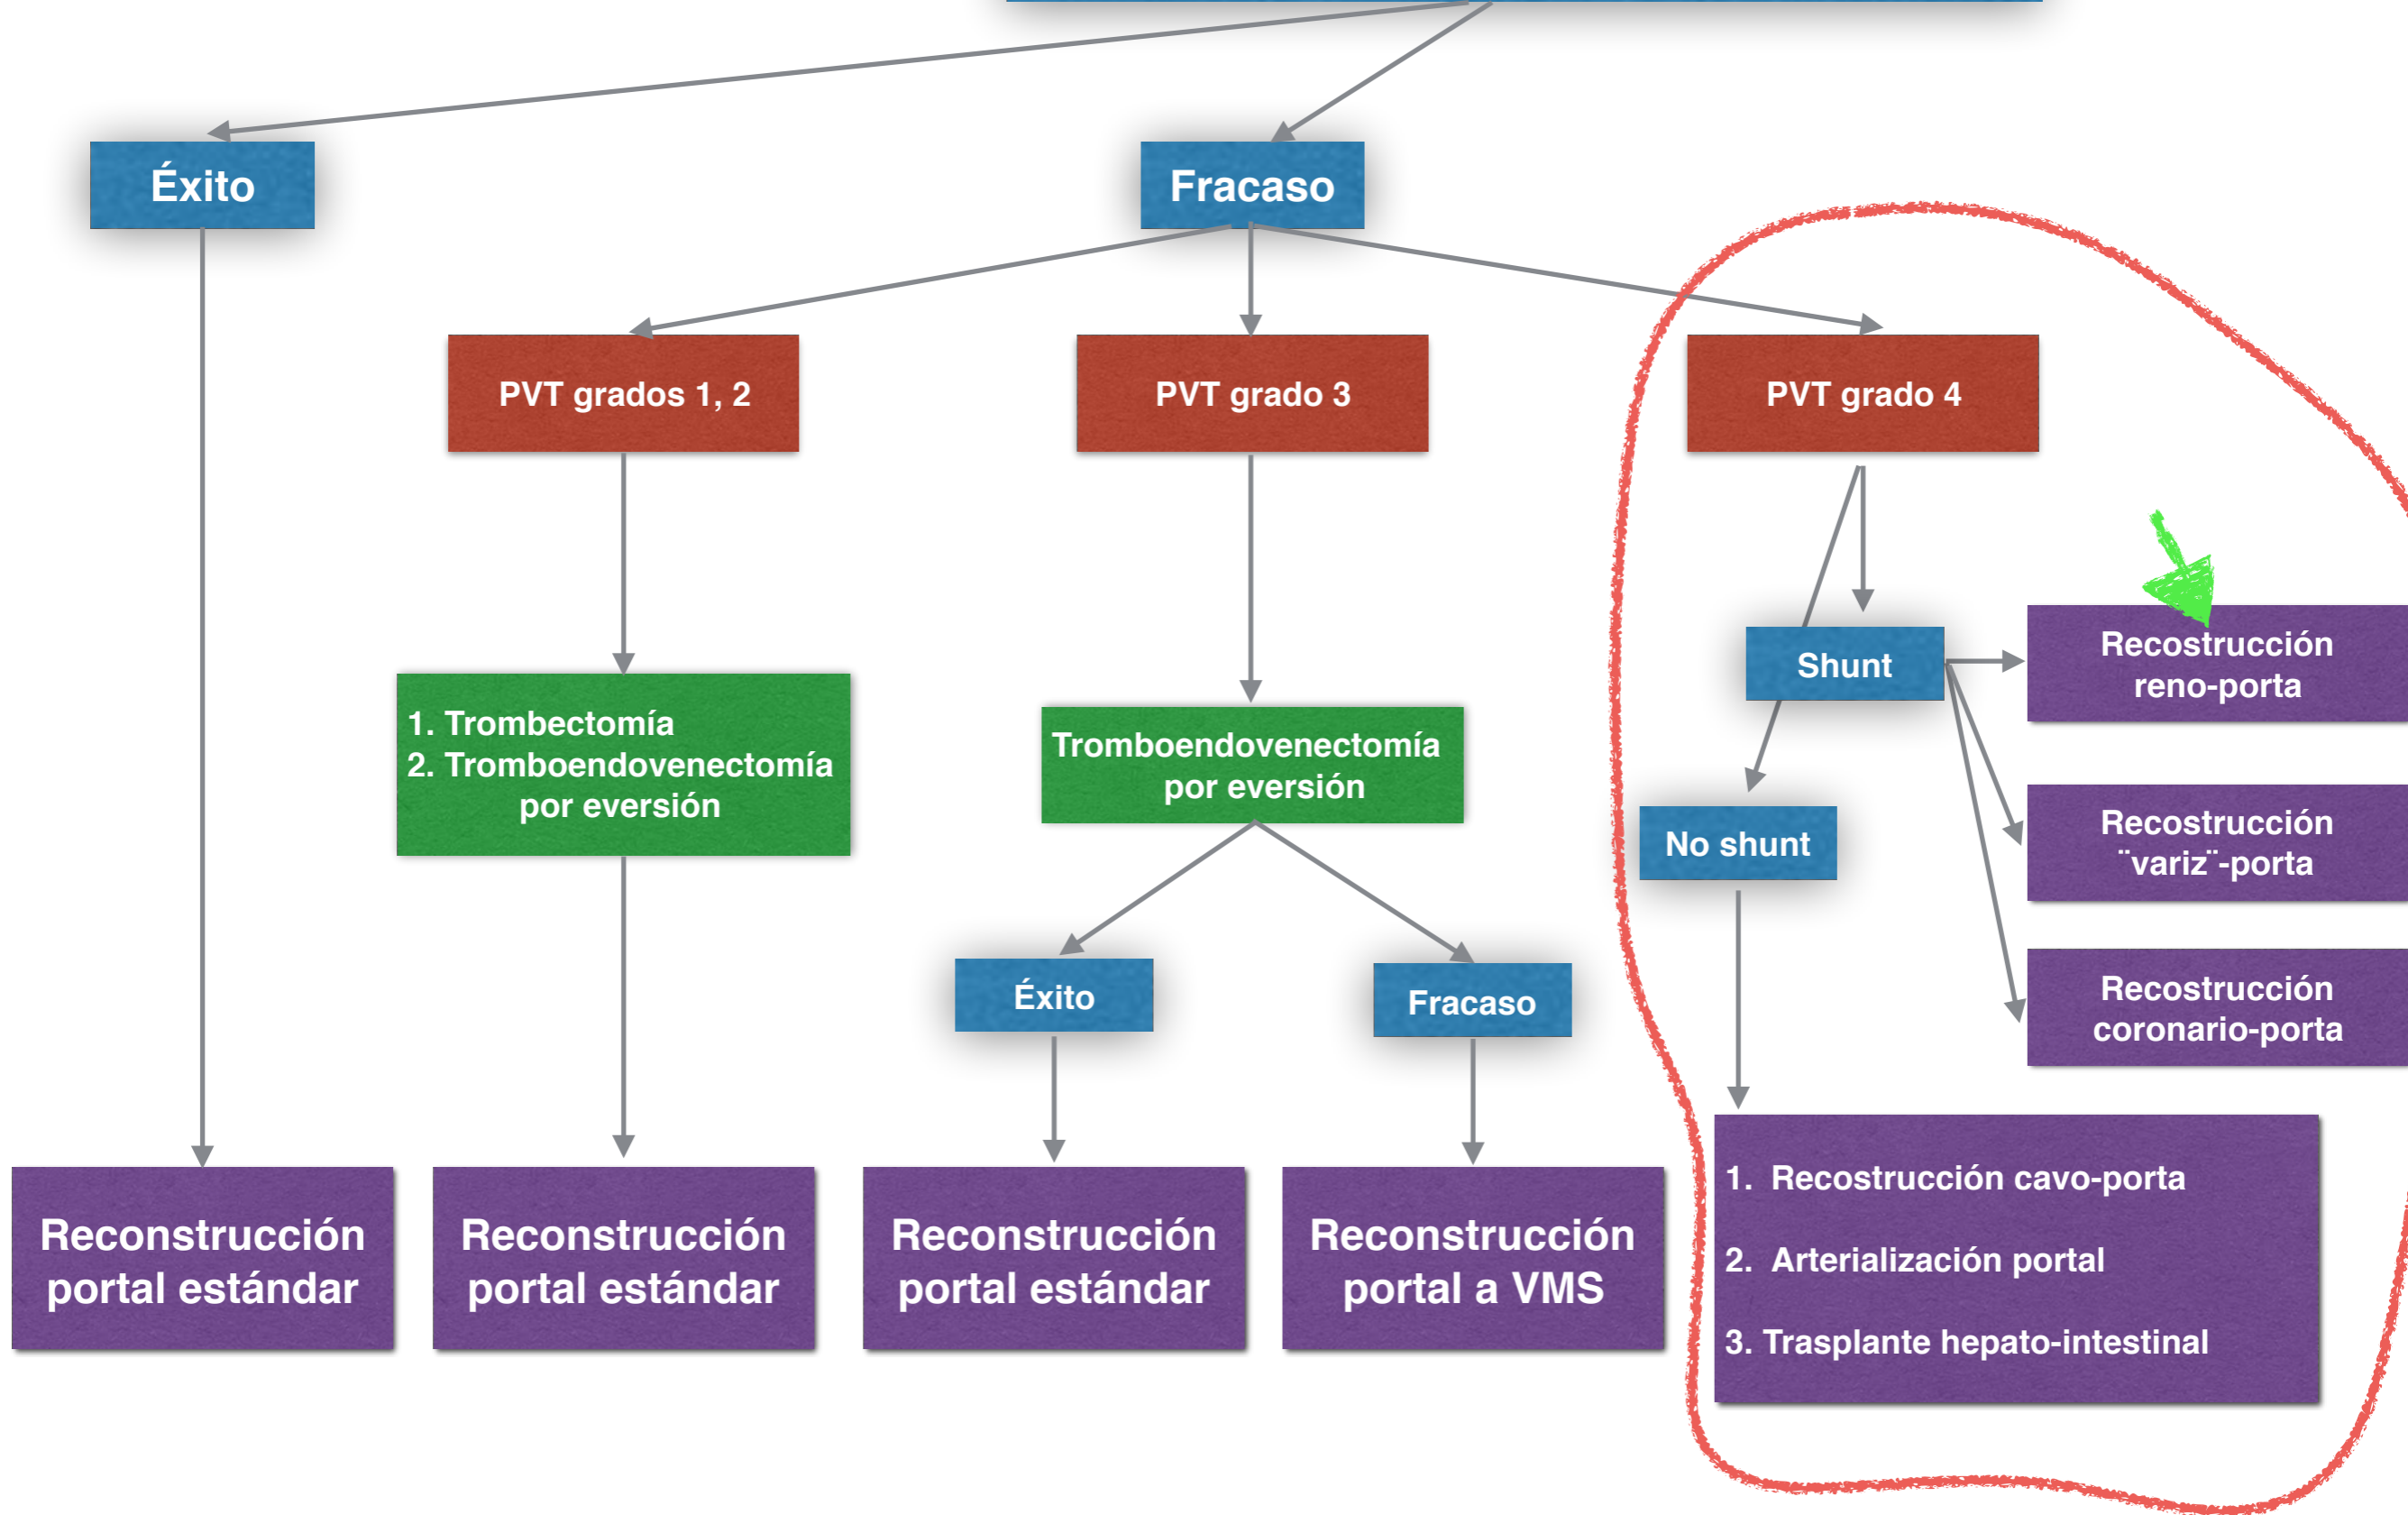 Éxito
Fracaso
PVT grados 1, 2
PVT grado 3
PVT grado 4
Shunt
Recostrucción
reno-porta
1. Trombectomía
2. Tromboendovenectomía
por eversión
Tromboendovenectomía
por eversión
No shunt
Recostrucción
¨variz¨-porta
Éxito
Fracaso
Recostrucción
coronario-porta
Reconstrucción
portal estándar
Reconstrucción
portal estándar
Reconstrucción
portal estándar
Reconstrucción
portal a VMS
1. Recostrucción cavo-porta
2. Arterialización portal
3. Trasplante hepato-intestinal